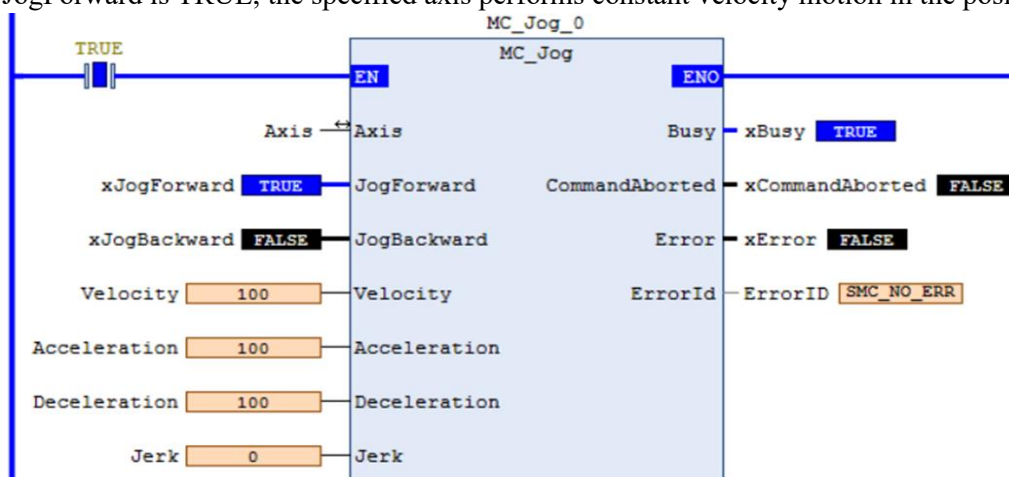 JogForward is TRUE, the specified axis performs constant velocity motion in the
MC_Jog_0
TRUE
MC_Jog
EN ENO
Axis Axis Busy xBusy TRUE
xJogForward TRUE JogForward CommandAborted xCommandAborted FALSE
xJogBackward FALSE JogBackward Error xError FALSE
Velocity 100 Velocity ErrorId ErrorID SMC_NO_ERR
Acceleration 100 Acceleration
Deceleration 100 Deceleration
Jerk 0 Jerk